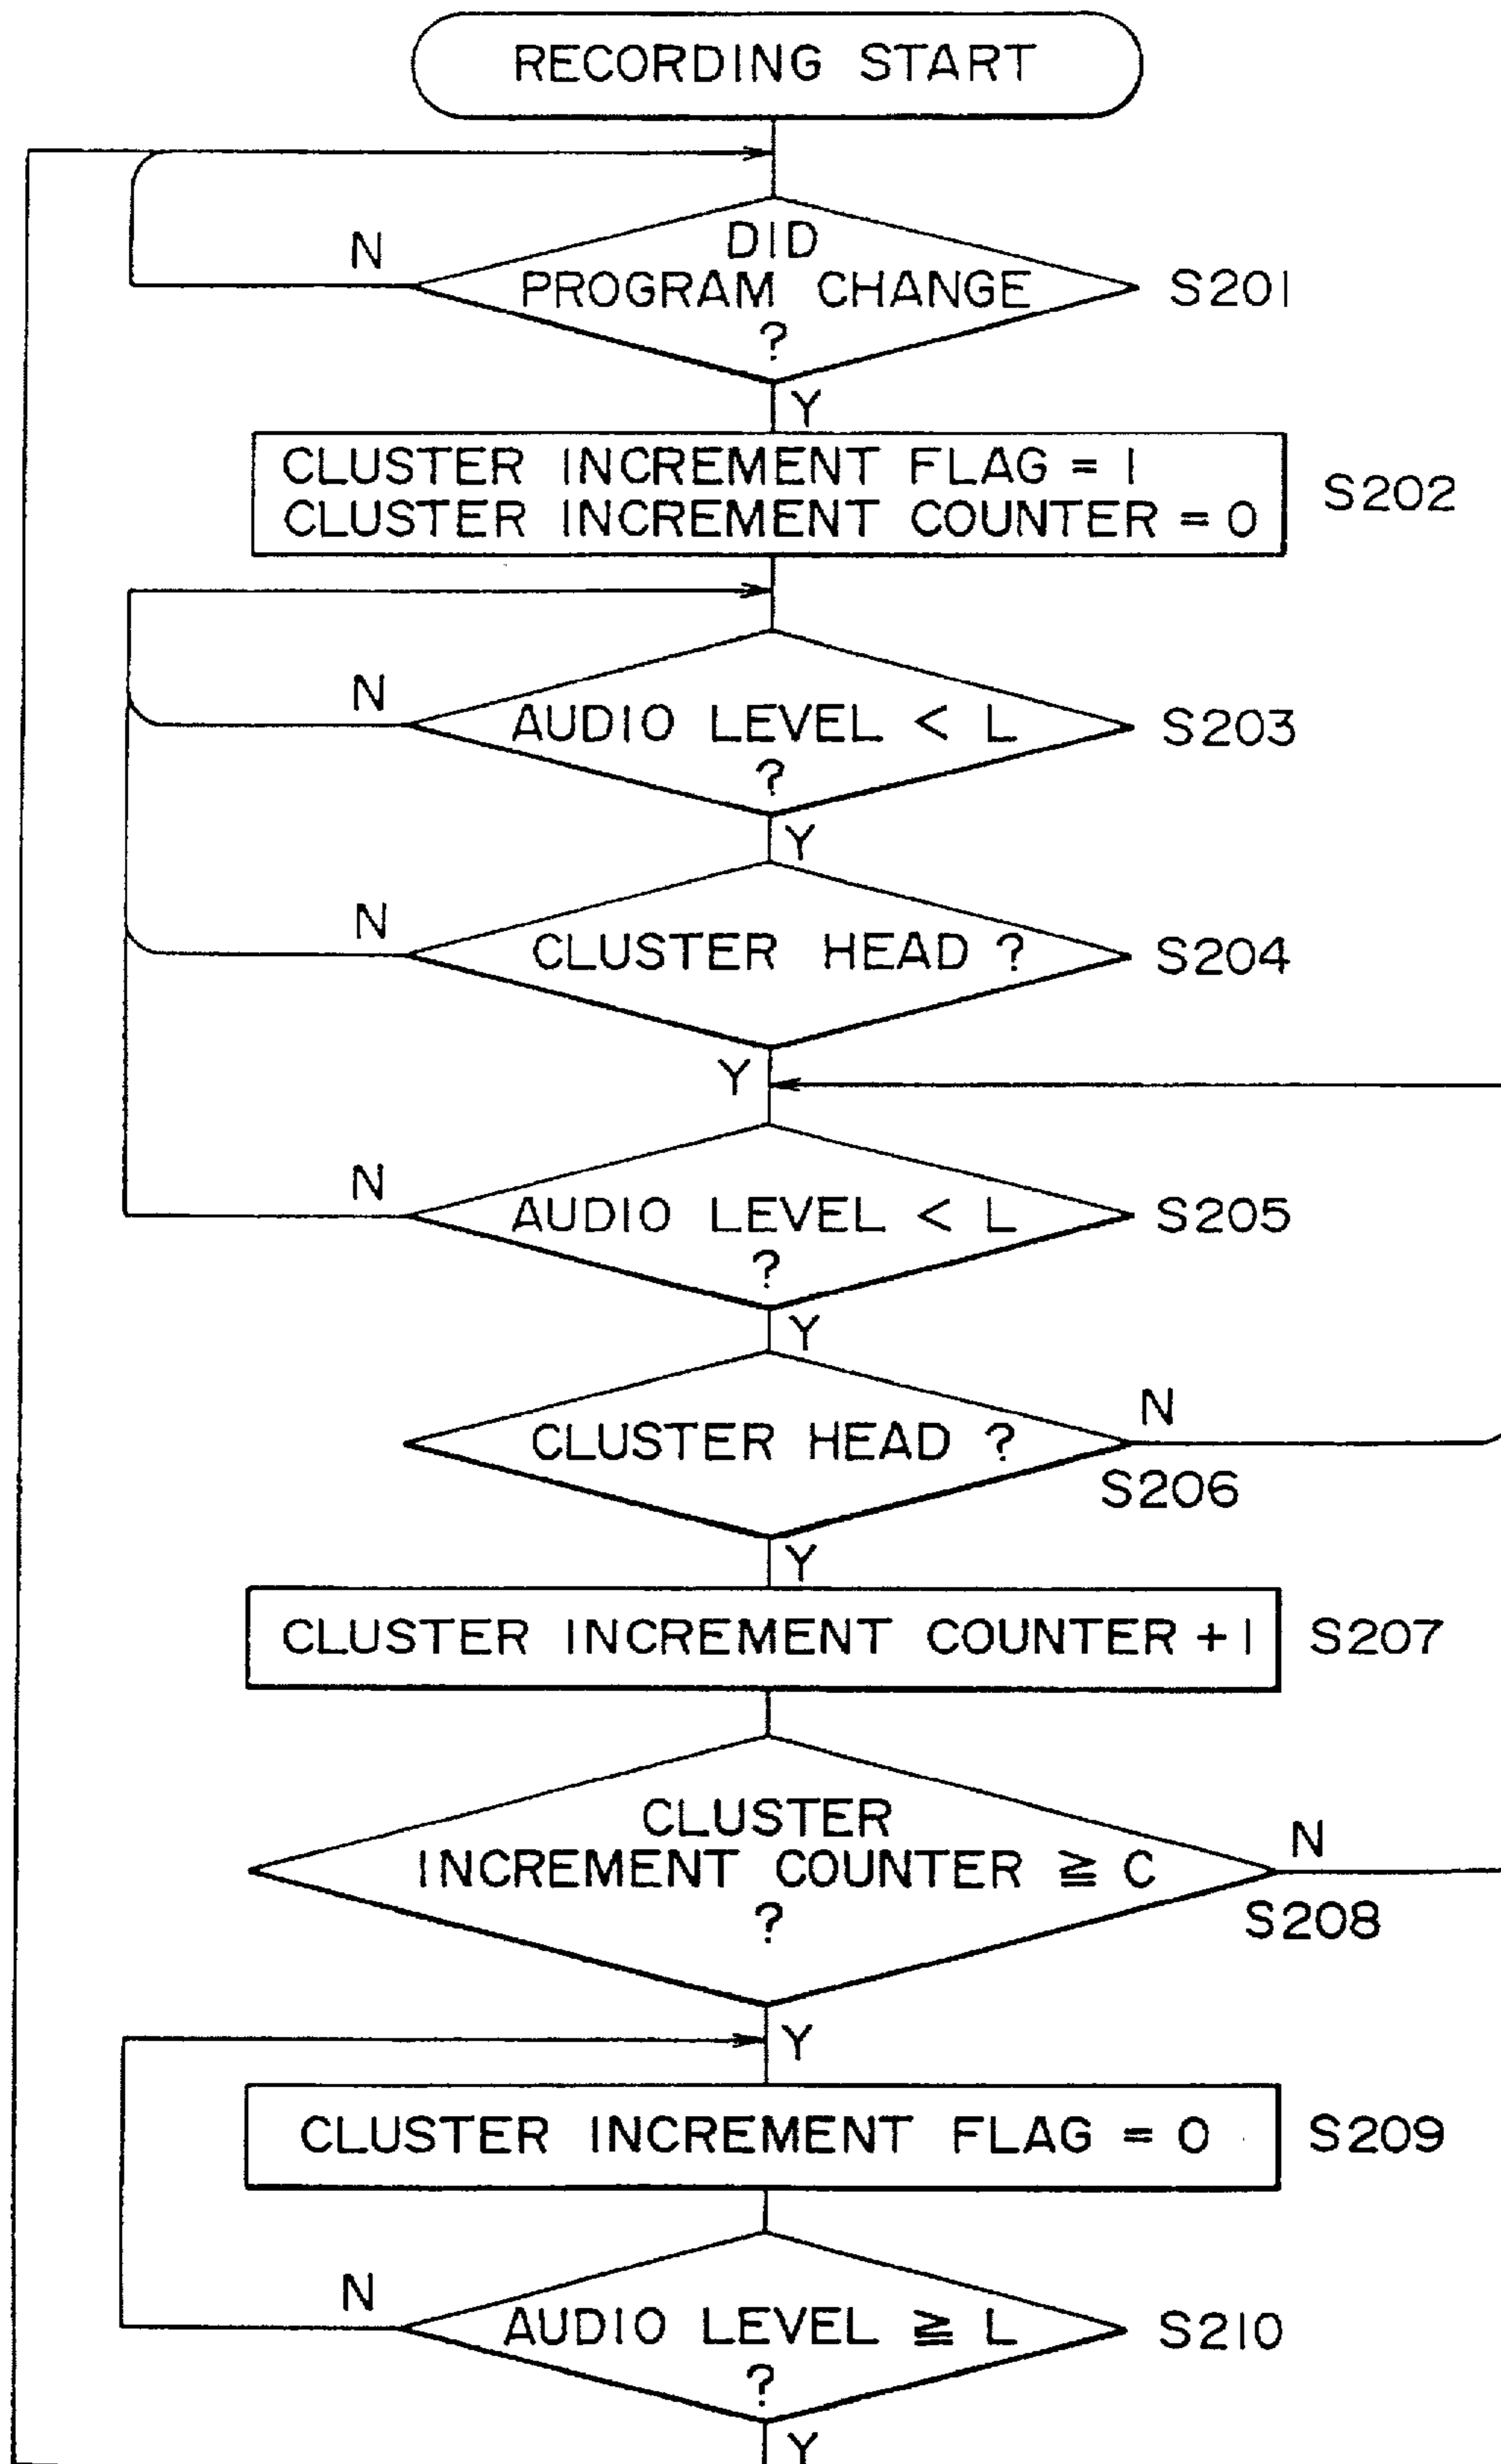 RECORDING START
DID
N
PROGRAM CHANGE
S201
?
Y
CLUSTER INCREMENT FLAG = 1
CLUSTER INCREMENT COUNTER = 0
S202
N
AUDIO LEVEL < L
S203
?
Y
N
CLUSTER HEAD ?
S204
Y
N
AUDIO LEVEL < L
S205
?
Y
N
CLUSTER HEAD ?
S206
Y
CLUSTER INCREMENT COUNTER + 1
S207
CLUSTER
N
INCREMENT COUNTER ≧ C
?
S208
Y
CLUSTER INCREMENT FLAG = 0
S209
N
AUDIO LEVEL ≧ L
S210
?
Y